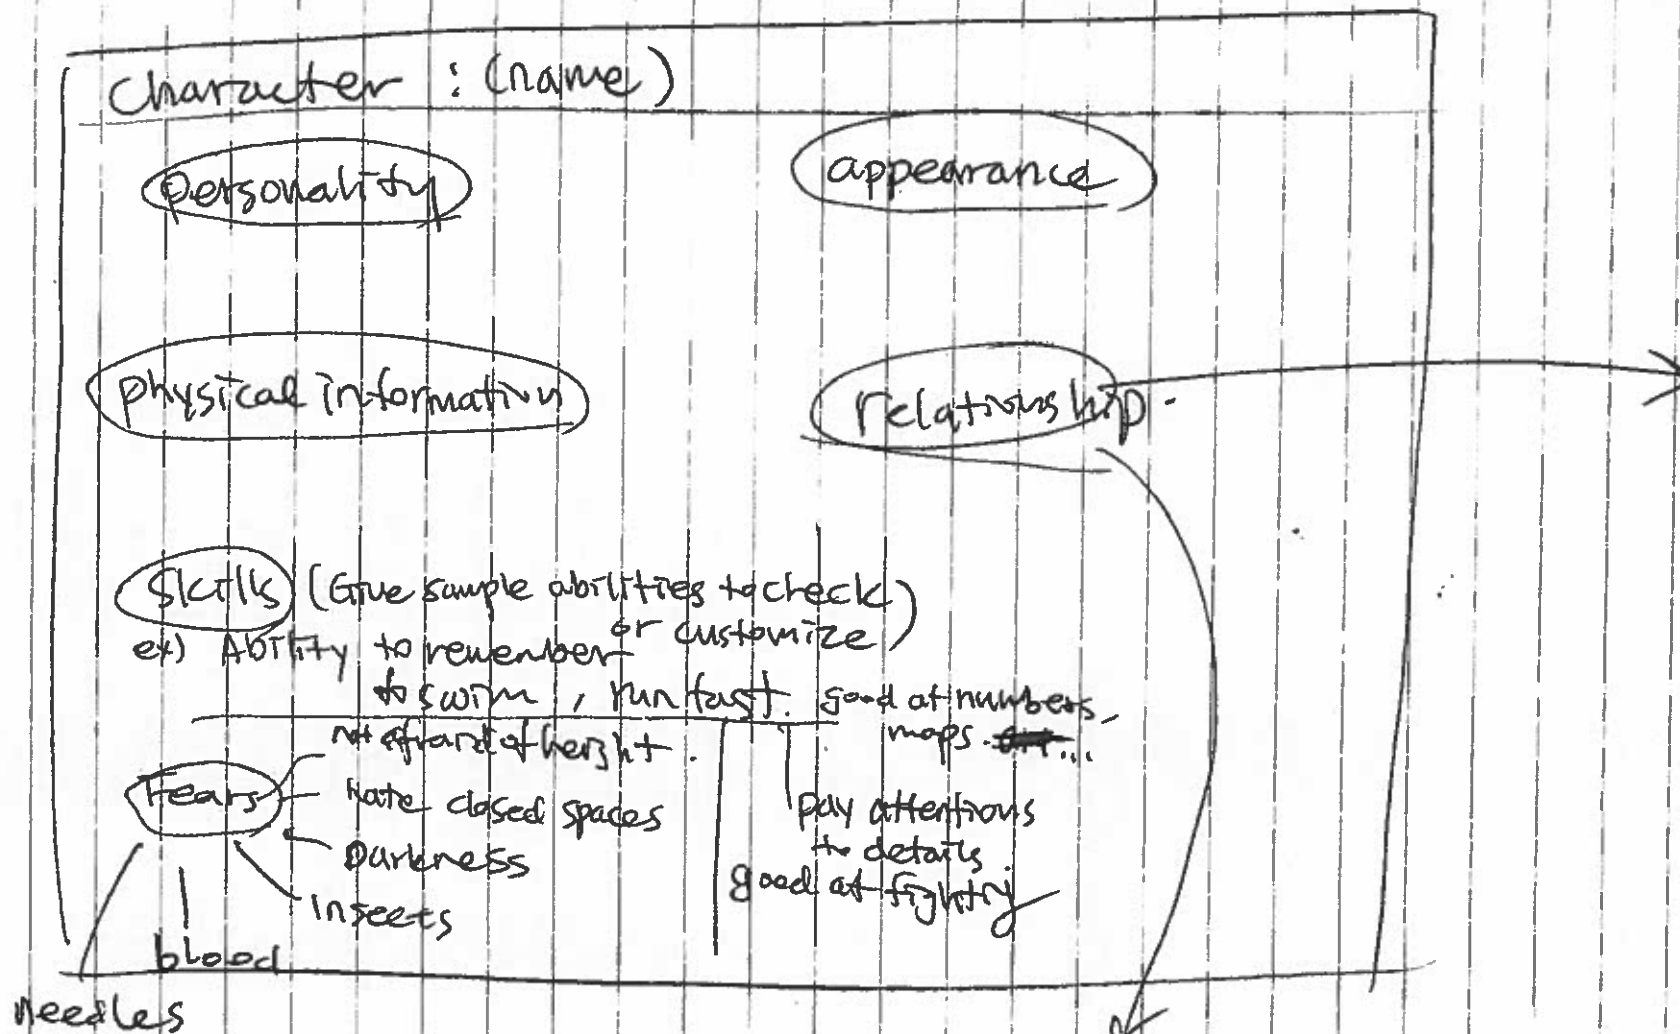 Character : (name)
personality
appearance
physical information
relationship.
Skills (Give sample abilities to check
or customize)
ex) Ability to remember
to swim, run fast. good at numbers,
maps. ...
not afraid of height.
Fears
Hate closed spaces
Darkness
Insects
blood
needles
pay attentions
to details
good at fighting